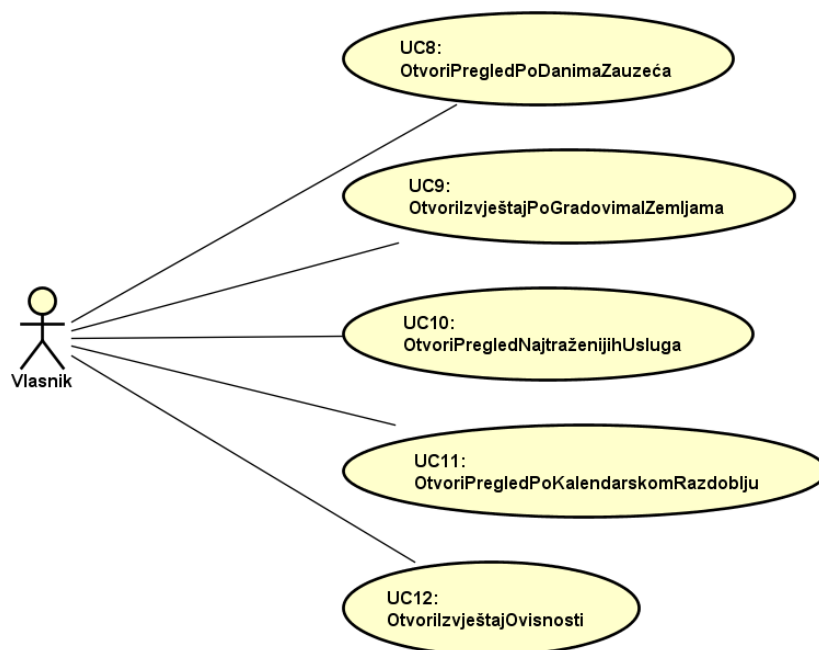 UC8:
OtvoriPregledPoDanimaZauzeća
UC9:
OtvoriIzvještajPoGradovimaIZemljama
UC10:
OtvoriPregledNajtraženijihUsluga
Vlasnik
UC11:
OtvoriPregledPoKalendarskomRazdoblju
UC12:
OtvoriIzvještajOvisnosti